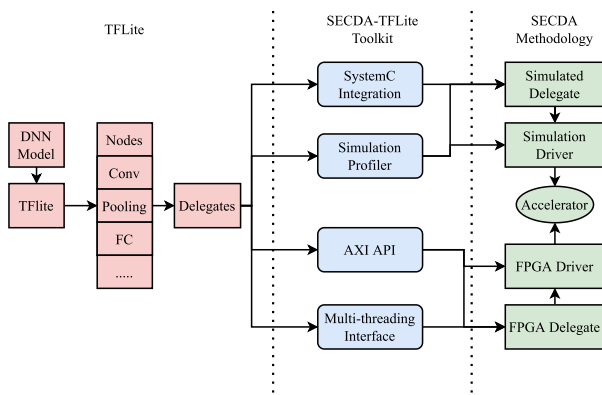 TFLite
SECDA-TFLite
Toolkit
SECDA
Methodology
DNN
Model
TFlite
Nodes
Conv
Pooling
FC
.....
Delegates
SystemC
Integration
Simulation
Profiler
AXI API
Multi-threading
Interface
Simulated
Delegate
Simulation
Driver
Accelerator
FPGA Driver
FPGA Delegate